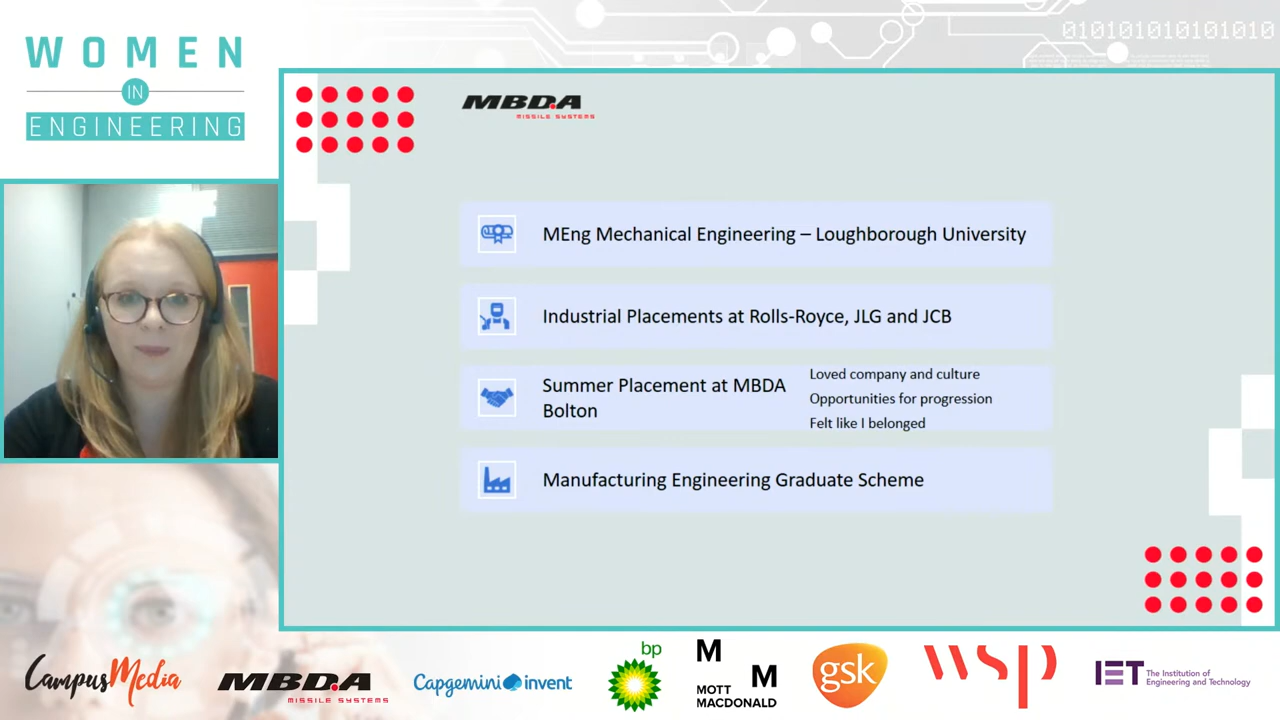 WOMEN
IN
ENGINEERING
010101010101010
MBDA
MISSILE SYSTEMS
MEng Mechanical Engineering – Loughborough University
Industrial Placements at Rolls-Royce, JLG and JCB
Summer Placement at MBDA
Bolton
Loved company and culture
Opportunities for progression
Felt like I belonged
Manufacturing Engineering Graduate Scheme
CampusMedia
MBDA
MISSILE SYSTEMS
Capgemini invent
bp
M
M
MOTT
MACDONALD
gsk
wsp
IET
The Institution of
Engineering and Technology